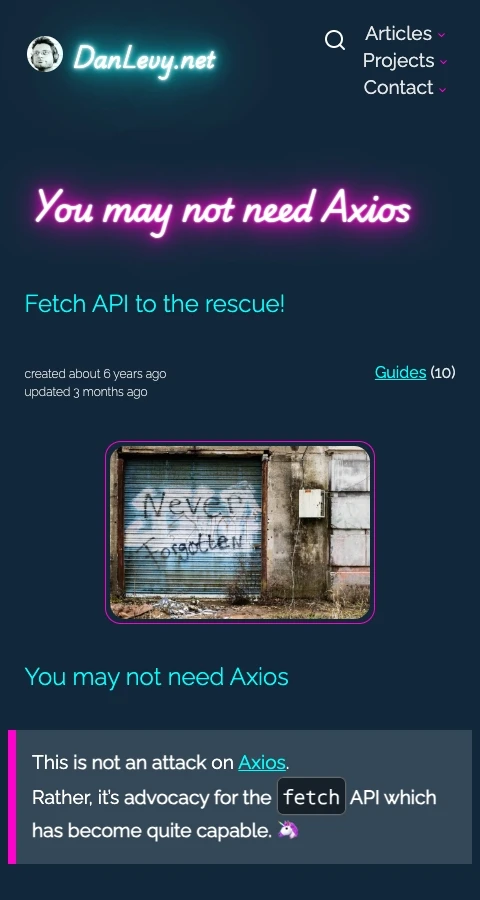 DanLevy.net
Articles
Projects
Contact
You may not need Axios
Fetch API to the rescue!
created about 6 years ago
updated 3 months ago
Guides (10)
Never
Forgotten
You may not need Axios
This is not an attack on Axios.
Rather, it's advocacy for the fetch API which
has become quite capable. 🦄